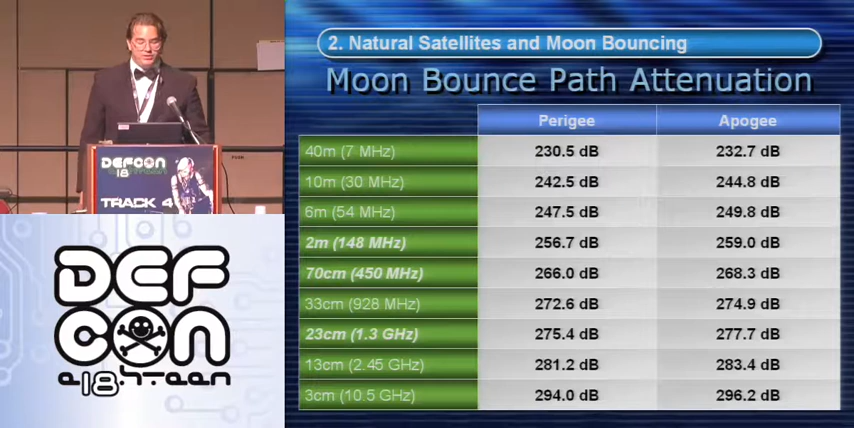 DEFCON
18
TRACK 4
DEF
CON
e18hteen
2. Natural Satellites and Moon Bouncing
Moon Bounce Path Attenuation
Perigee Apogee
40m (7 MHz) 230.5 dB 232.7 dB
10m (30 MHz) 242.5 dB 244.8 dB
6m (54 MHz) 247.5 dB 249.8 dB
2m (148 MHz) 256.7 dB 259.0 dB
70cm (450 MHz) 266.0 dB 268.3 dB
33cm (928 MHz) 272.6 dB 274.9 dB
23cm (1.3 GHz) 275.4 dB 277.7 dB
13cm (2.45 GHz) 281.2 dB 283.4 dB
3cm (10.5 GHz) 294.0 dB 296.2 dB